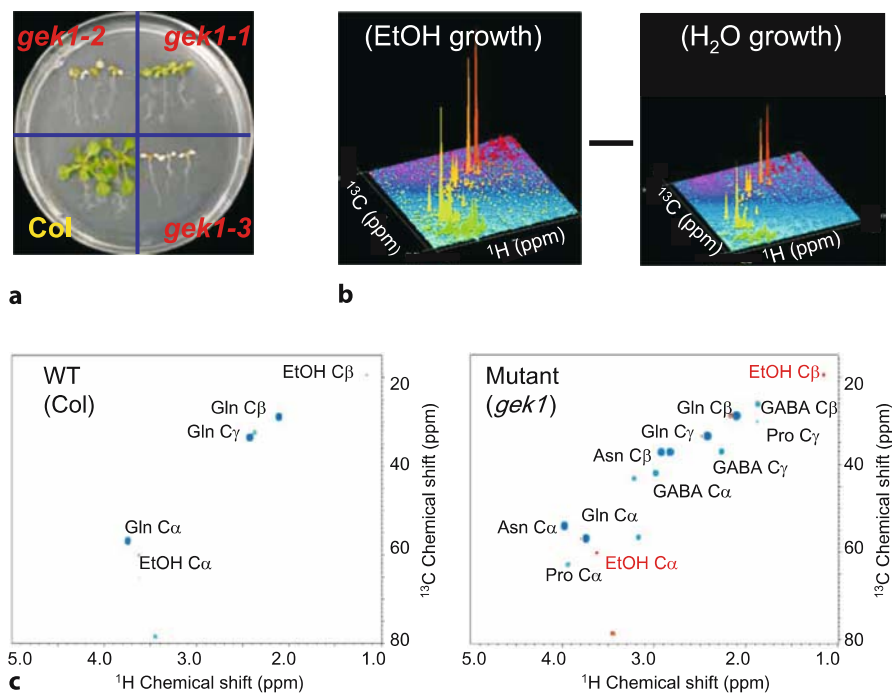 gek1-2
gek1-1
Col
gek1-3
a
(EtOH growth)
(H₂O growth)
—
¹³C (ppm)
¹H (ppm)
¹³C (ppm)
¹H (ppm)
b
WT
(Col)
EtOH Cβ
Gln Cβ
Gln Cγ
Gln Cα
EtOH Cα
20
40
60
80
¹³C Chemical shift (ppm)
5.0 4.0 3.0 2.0 1.0
¹H Chemical shift (ppm)
Mutant
(gek1)
EtOH Cβ
Gln Cβ
GABA Cβ
Gln Cγ
Pro Cγ
Asn Cβ
GABA Cγ
GABA Cα
Asn Cα
Gln Cα
EtOH Cα
Pro Cα
20
40
60
80
¹³C Chemical shift (ppm)
5.0 4.0 3.0 2.0 1.0
¹H Chemical shift (ppm)
c